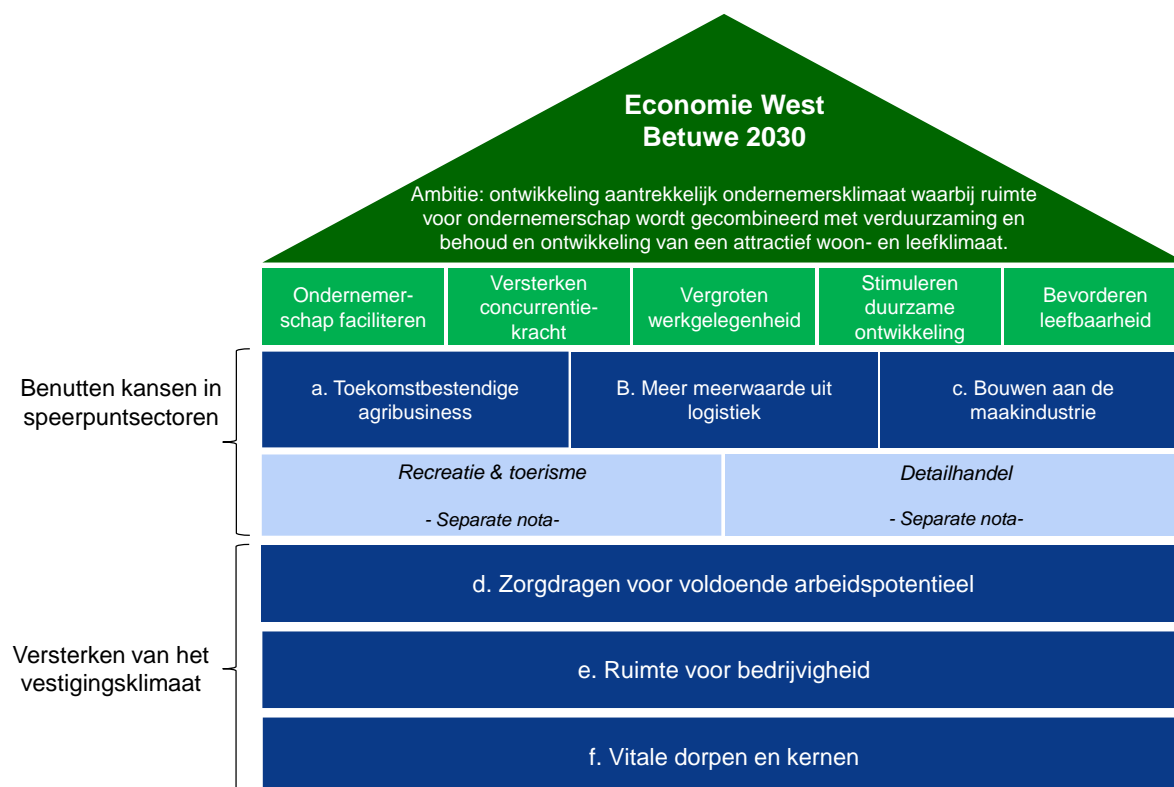 Economie West
Betuwe 2030
Ambitie: ontwikkeling aantrekkelijk ondernemersklimaat waarbij ruimte
voor ondernemerschap wordt gecombineerd met verduurzaming en
behoud en ontwikkeling van een attractief woon- en leefklimaat.
Ondernemer-
schap faciliteren
Versterken
concurrentie-
kracht
Vergroten
werkgelegenheid
Stimuleren
duurzame
ontwikkeling
Bevorderen
leefbaarheid
Benutten kansen in
speerpuntsectoren
a. Toekomstbestendige
agribusiness
B. Meer meerwaarde uit
logistiek
c. Bouwen aan de
maakindustrie
Recreatie & toerisme
- Separate nota-
Detailhandel
- Separate nota-
Versterken van het
vestigingsklimaat
d. Zorgdragen voor voldoende arbeidspotentieel
e. Ruimte voor bedrijvigheid
f. Vitale dorpen en kernen